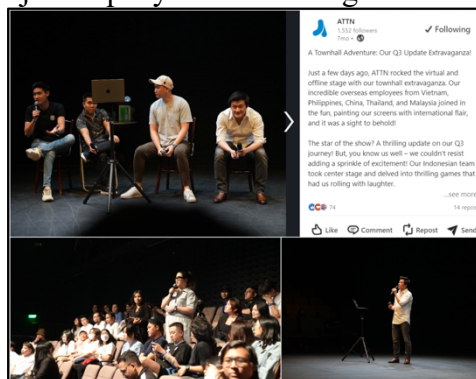 ATTN
1,552 followers
7mo •
Following
A Townhall Adventure: Our Q3 Update Extravaganza!
Just a few days ago, ATTN rocked the virtual and
offline stage with our townhall extravaganza. Our
incredible overseas employees from Vietnam,
Philippines, China, Thailand, and Malaysia joined in
the fun, painting our screens with international flair,
and it was a sight to behold!
The star of the show? A thrilling update on our Q3
journey! But, you know us well – we couldn't resist
adding a sprinkle of excitement! Our Indonesian team
took center stage and delved into thrilling games that
had us rolling with laughter.
...see more
74 14 repos
Like Comment Repost Send